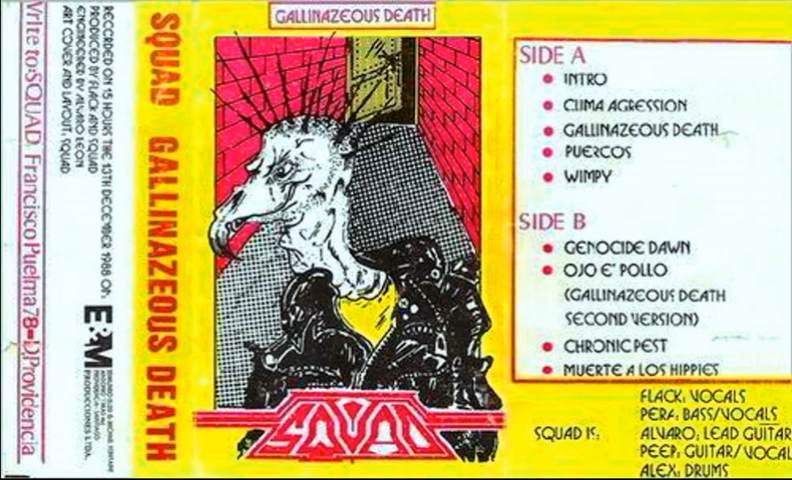 Write to: SQUAD. Francisco Puelma 78-D, Providencia
RECORDED ON 15 HOURS THE 13TH DECEMBER 1988 ON:
PRODUCED BY FLACK AND SQUAD
ENGINEERED BY ALVARO LEON
ART COVER AND LAYOUT, SQUAD
E&M
PRODUCCIONES LTDA.
SQUAD GALLINAZEOUS DEATH
GALLINAZEOUS DEATH
SQUAD
SIDE A
• INTRO
• CLIMA AGRESSION
• GALLINAZEOUS DEATH
• PUERCOS
• WIMPY
SIDE B
• GENOCIDE DAWN
• OJO E' POLLO
(GALLINAZEOUS DEATH
SECOND VERSION)
• CHRONIC PEST
• MUERTE A LOS HIPPIES
SQUAD IS:
FLACK: VOCALS
PERF: BASS/VOCALS
ALVARO: LEAD GUITAR
PEEP: GUITAR/VOCAL
ALEX: DRUMS